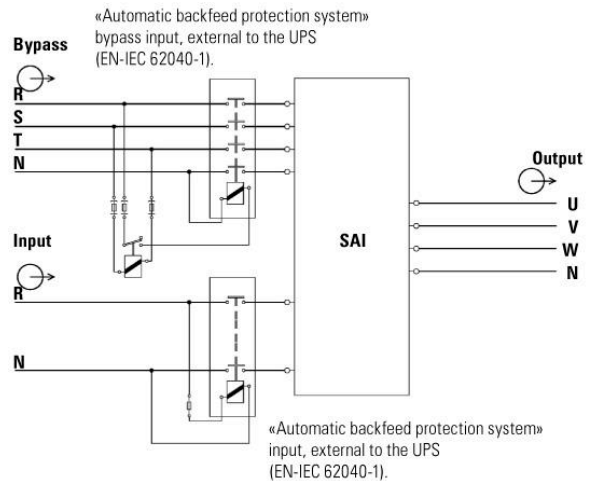 «Automatic backfeed protection system»
bypass input, external to the UPS
(EN-IEC 62040-1).
Bypass
R
S
T
N
Output
U
V
W
N
SAI
Input
R
N
«Automatic backfeed protection system»
input, external to the UPS
(EN-IEC 62040-1).